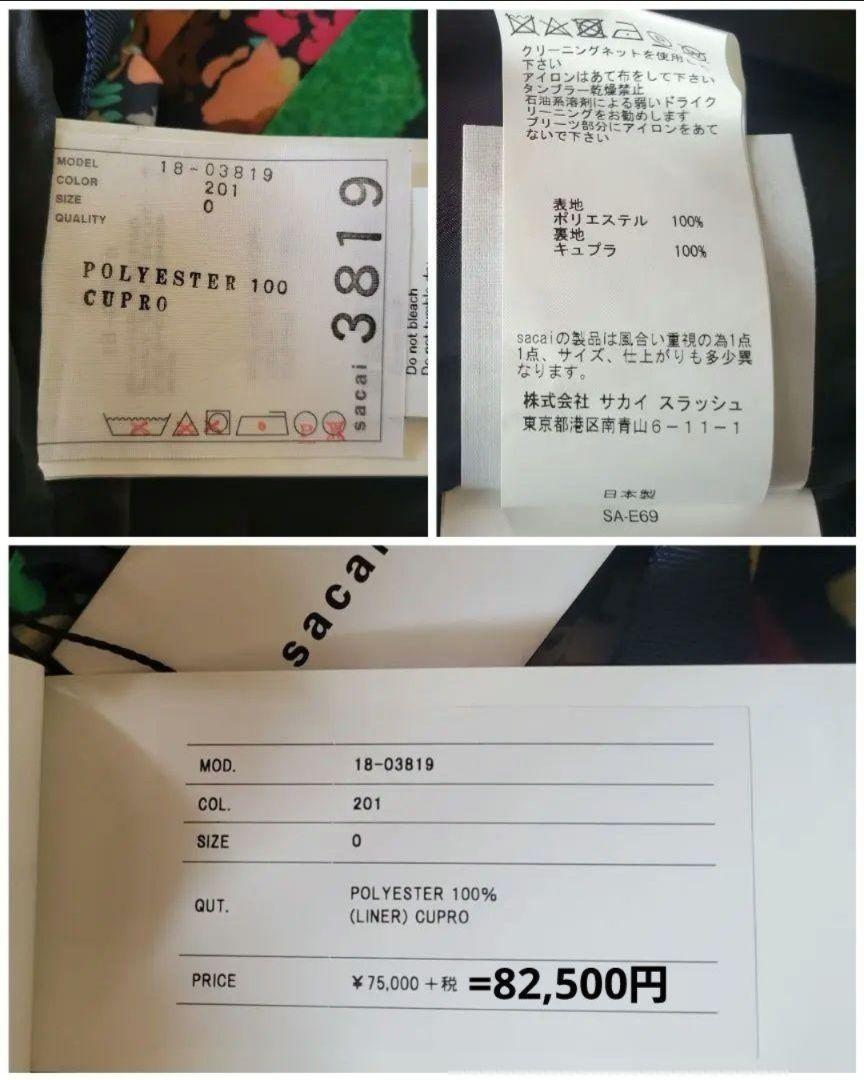 MODEL 18-03819
COLOR 201
SIZE 0
QUALITY
POLYESTER 100
CUPRO
sacai 3819
Do not bleach
クリーニングネットを使用
下さい
アイロンはあて布をして下さい
タンブラー乾燥禁止
石油系溶剤による弱いドライク
リーニングをお勧めします
プリーツ部分にアイロンをあて
ないで下さい
表地
ポリエステル 100%
裏地
キュプラ 100%
sacaiの製品は風合い重視の為1点
1点、サイズ、仕上がりも多少異
なります。
株式会社 サカイ スラッシュ
東京都港区南青山6-11-1
日本製
SA-E69
sacai
MOD. 18-03819
COL. 201
SIZE 0
QUT. POLYESTER 100%
(LINER) CUPRO
PRICE ¥75,000+税 =82,500円